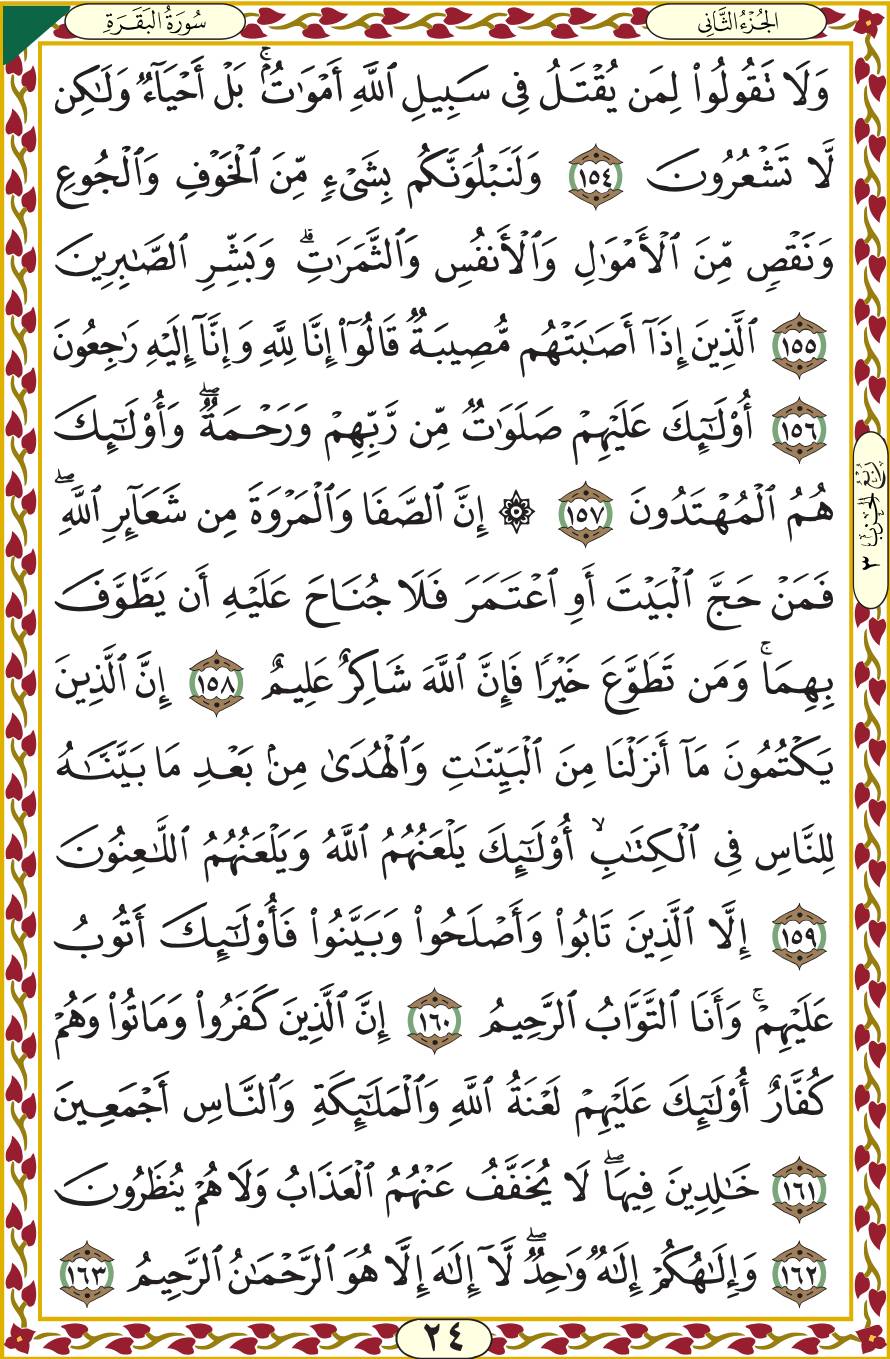 سُورَةُ البَقَرَةِ
الجُزْءُ الثَّانِي
وَلَا تَقُولُوا۟ لِمَن يُقْتَلُ فِى سَبِيلِ ٱللَّهِ أَمْوَٰتٌۢ ۚ بَلْ أَحْيَآءٌ وَلَـٰكِن
لَّا تَشْعُرُونَ ١٥٤ وَلَنَبْلُوَنَّكُم بِشَىْءٍ مِّنَ ٱلْخَوْفِ وَٱلْجُوعِ
وَنَقْصٍ مِّنَ ٱلْأَمْوَٰلِ وَٱلْأَنفُسِ وَٱلثَّمَرَٰتِ ۗ وَبَشِّرِ ٱلصَّـٰبِرِينَ
١٥٥ ٱلَّذِينَ إِذَآ أَصَـٰبَتْهُم مُّصِيبَةٌ قَالُوٓا۟ إِنَّا لِلَّهِ وَإِنَّآ إِلَيْهِ رَٰجِعُونَ
١٥٦ أُو۟لَـٰٓئِكَ عَلَيْهِمْ صَلَوَٰتٌ مِّن رَّبِّهِمْ وَرَحْمَةٌ ۖ وَأُو۟لَـٰٓئِكَ
هُمُ ٱلْمُهْتَدُونَ ١٥٧ ۞ إِنَّ ٱلصَّفَا وَٱلْمَرْوَةَ مِن شَعَآئِرِ ٱللَّهِ ۖ
فَمَنْ حَجَّ ٱلْبَيْتَ أَوِ ٱعْتَمَرَ فَلَا جُنَاحَ عَلَيْهِ أَن يَطَّوَّفَ
بِهِمَا ۚ وَمَن تَطَوَّعَ خَيْرًا فَإِنَّ ٱللَّهَ شَاكِرٌ عَلِيمٌ ١٥٨ إِنَّ ٱلَّذِينَ
يَكْتُمُونَ مَآ أَنزَلْنَا مِنَ ٱلْبَيِّنَـٰتِ وَٱلْهُدَىٰ مِنۢ بَعْدِ مَا بَيَّنَّـٰهُ
لِلنَّاسِ فِى ٱلْكِتَـٰبِ ۙ أُو۟لَـٰٓئِكَ يَلْعَنُهُمُ ٱللَّهُ وَيَلْعَنُهُمُ ٱللَّـٰعِنُونَ
١٥٩ إِلَّا ٱلَّذِينَ تَابُوا۟ وَأَصْلَحُوا۟ وَبَيَّنُوا۟ فَأُو۟لَـٰٓئِكَ أَتُوبُ
عَلَيْهِمْ ۚ وَأَنَا ٱلتَّوَّابُ ٱلرَّحِيمُ ١٦٠ إِنَّ ٱلَّذِينَ كَفَرُوا۟ وَمَاتُوا۟ وَهُمْ
كُفَّارٌ أُو۟لَـٰٓئِكَ عَلَيْهِمْ لَعْنَةُ ٱللَّهِ وَٱلْمَلَـٰٓئِكَةِ وَٱلنَّاسِ أَجْمَعِينَ
١٦١ خَـٰلِدِينَ فِيهَا ۖ لَا يُخَفَّفُ عَنْهُمُ ٱلْعَذَابُ وَلَا هُمْ يُنظَرُونَ
١٦٢ وَإِلَـٰهُكُمْ إِلَـٰهٌ وَٰحِدٌ ۖ لَّآ إِلَـٰهَ إِلَّا هُوَ ٱلرَّحْمَـٰنُ ٱلرَّحِيمُ ١٦٣
رُبْعُ الحِزْب ٣
٢٤